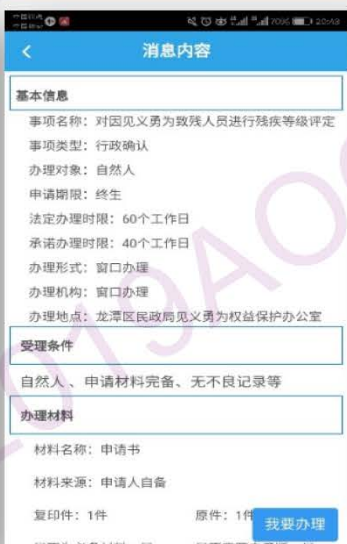 70% 20:43
消息内容
基本信息
事项名称：对因见义勇为致残人员进行残疾等级评定
事项类型：行政确认
办理对象：自然人
申请期限：终生
法定办理时限：60个工作日
承诺办理时限：40个工作日
办理形式：窗口办理
办理机构：窗口办理
办理地点：龙潭区民政局见义勇为权益保护办公室
受理条件
自然人、申请材料完备、无不良记录等
办理材料
材料名称：申请书
材料来源：申请人自备
复印件：1件 原件：1件
我要办理